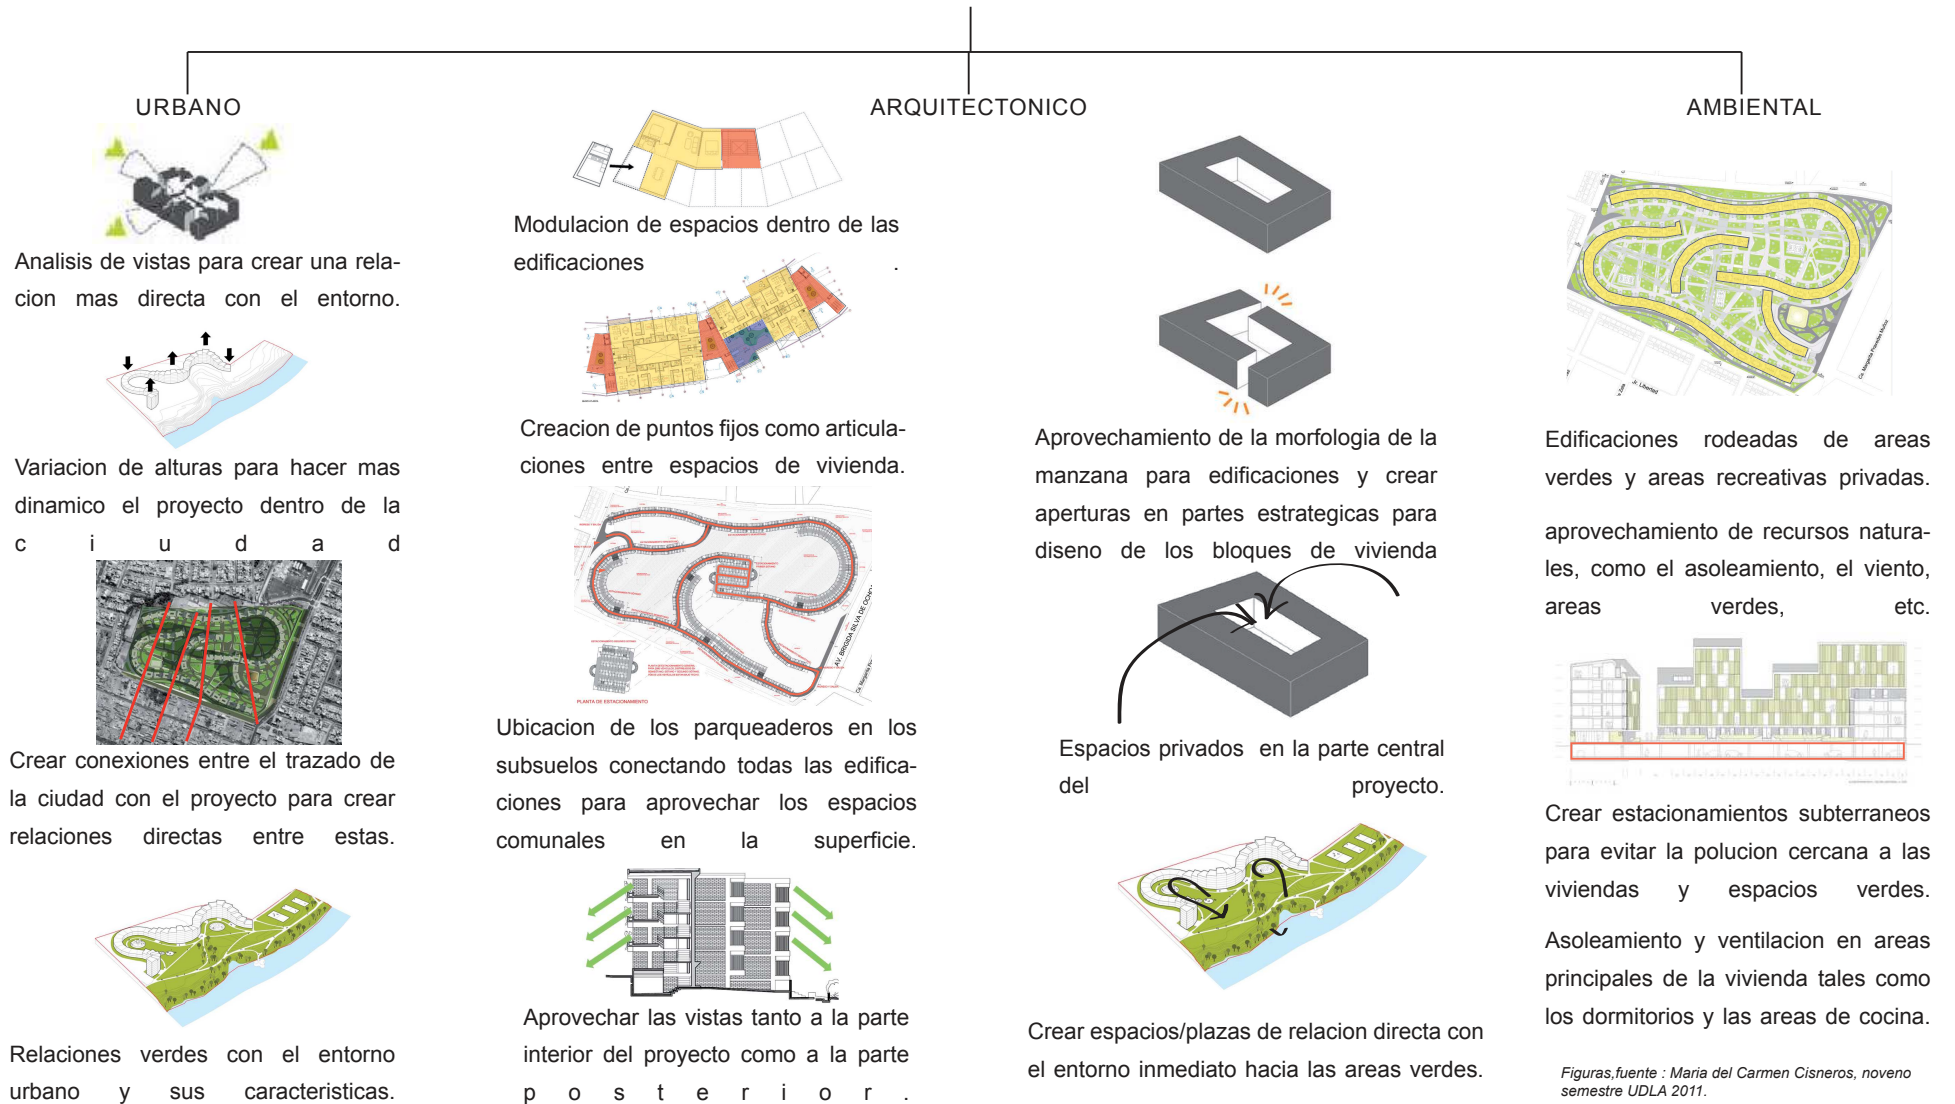 URBANO
Analisis de vistas para crear una rela-
cion mas directa con el entorno.
Variacion de alturas para hacer mas
dinamico el proyecto dentro de la
c i u d a d
Crear conexiones entre el trazado de
la ciudad con el proyecto para crear
relaciones directas entre estas.
Relaciones verdes con el entorno
urbano y sus caracteristicas.
ARQUITECTONICO
Modulacion de espacios dentro de las
edificaciones .
Creacion de puntos fijos como articula-
ciones entre espacios de vivienda.
AV. BRIGIDA SILVA DE OCHO
PLANTA DE ESTACIONAMIENTO
Ubicacion de los parqueaderos en los
subsuelos conectando todas las edifica-
ciones para aprovechar los espacios
comunales en la superficie.
Aprovechar las vistas tanto a la parte
interior del proyecto como a la parte
p o s t e r i o r .
Aprovechamiento de la morfologia de la
manzana para edificaciones y crear
aperturas en partes estrategicas para
diseno de los bloques de vivienda
Espacios privados en la parte central
del proyecto.
Crear espacios/plazas de relacion directa con
el entorno inmediato hacia las areas verdes.
AMBIENTAL
Jr. Libertad
Edificaciones rodeadas de areas
verdes y areas recreativas privadas.
aprovechamiento de recursos natura-
les, como el asoleamiento, el viento,
areas verdes, etc.
Crear estacionamientos subterraneos
para evitar la polucion cercana a las
viviendas y espacios verdes.
Asoleamiento y ventilacion en areas
principales de la vivienda tales como
los dormitorios y las areas de cocina.
Figuras,fuente : Maria del Carmen Cisneros, noveno
semestre UDLA 2011.